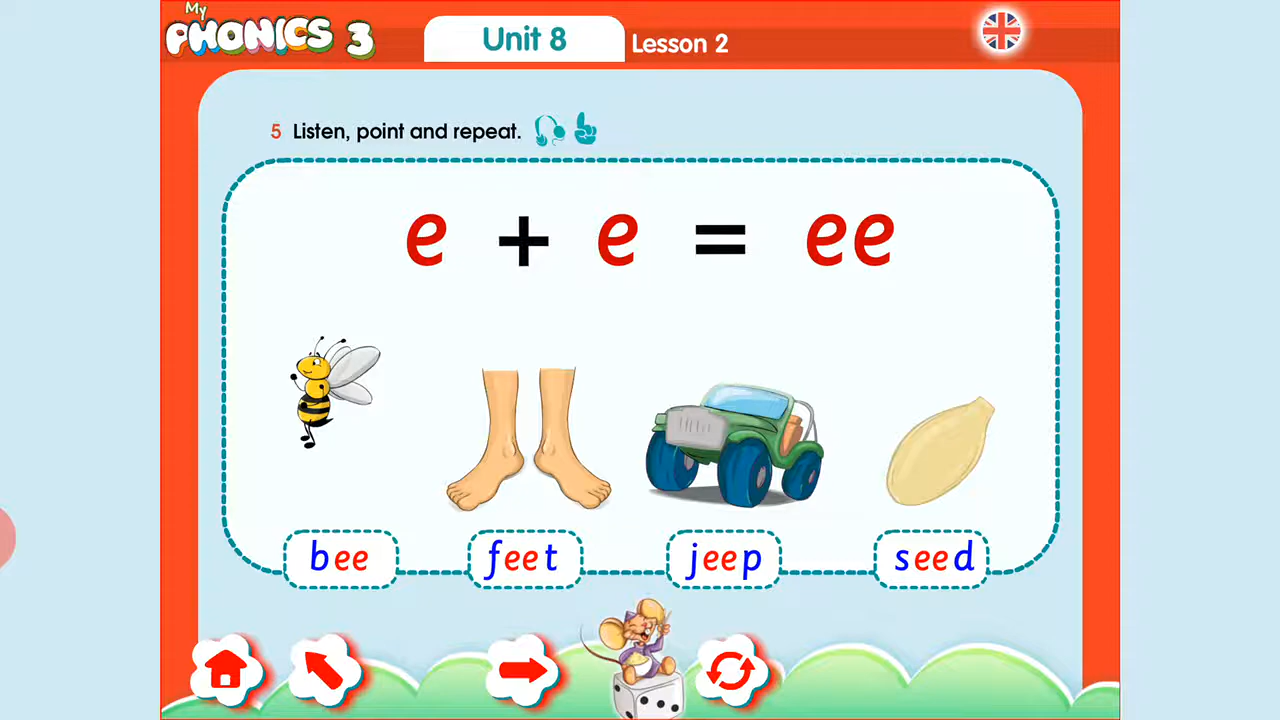 My
PHONICS 3
Unit 8
Lesson 2
5 Listen, point and repeat.
e + e = ee
bee feet jeep seed